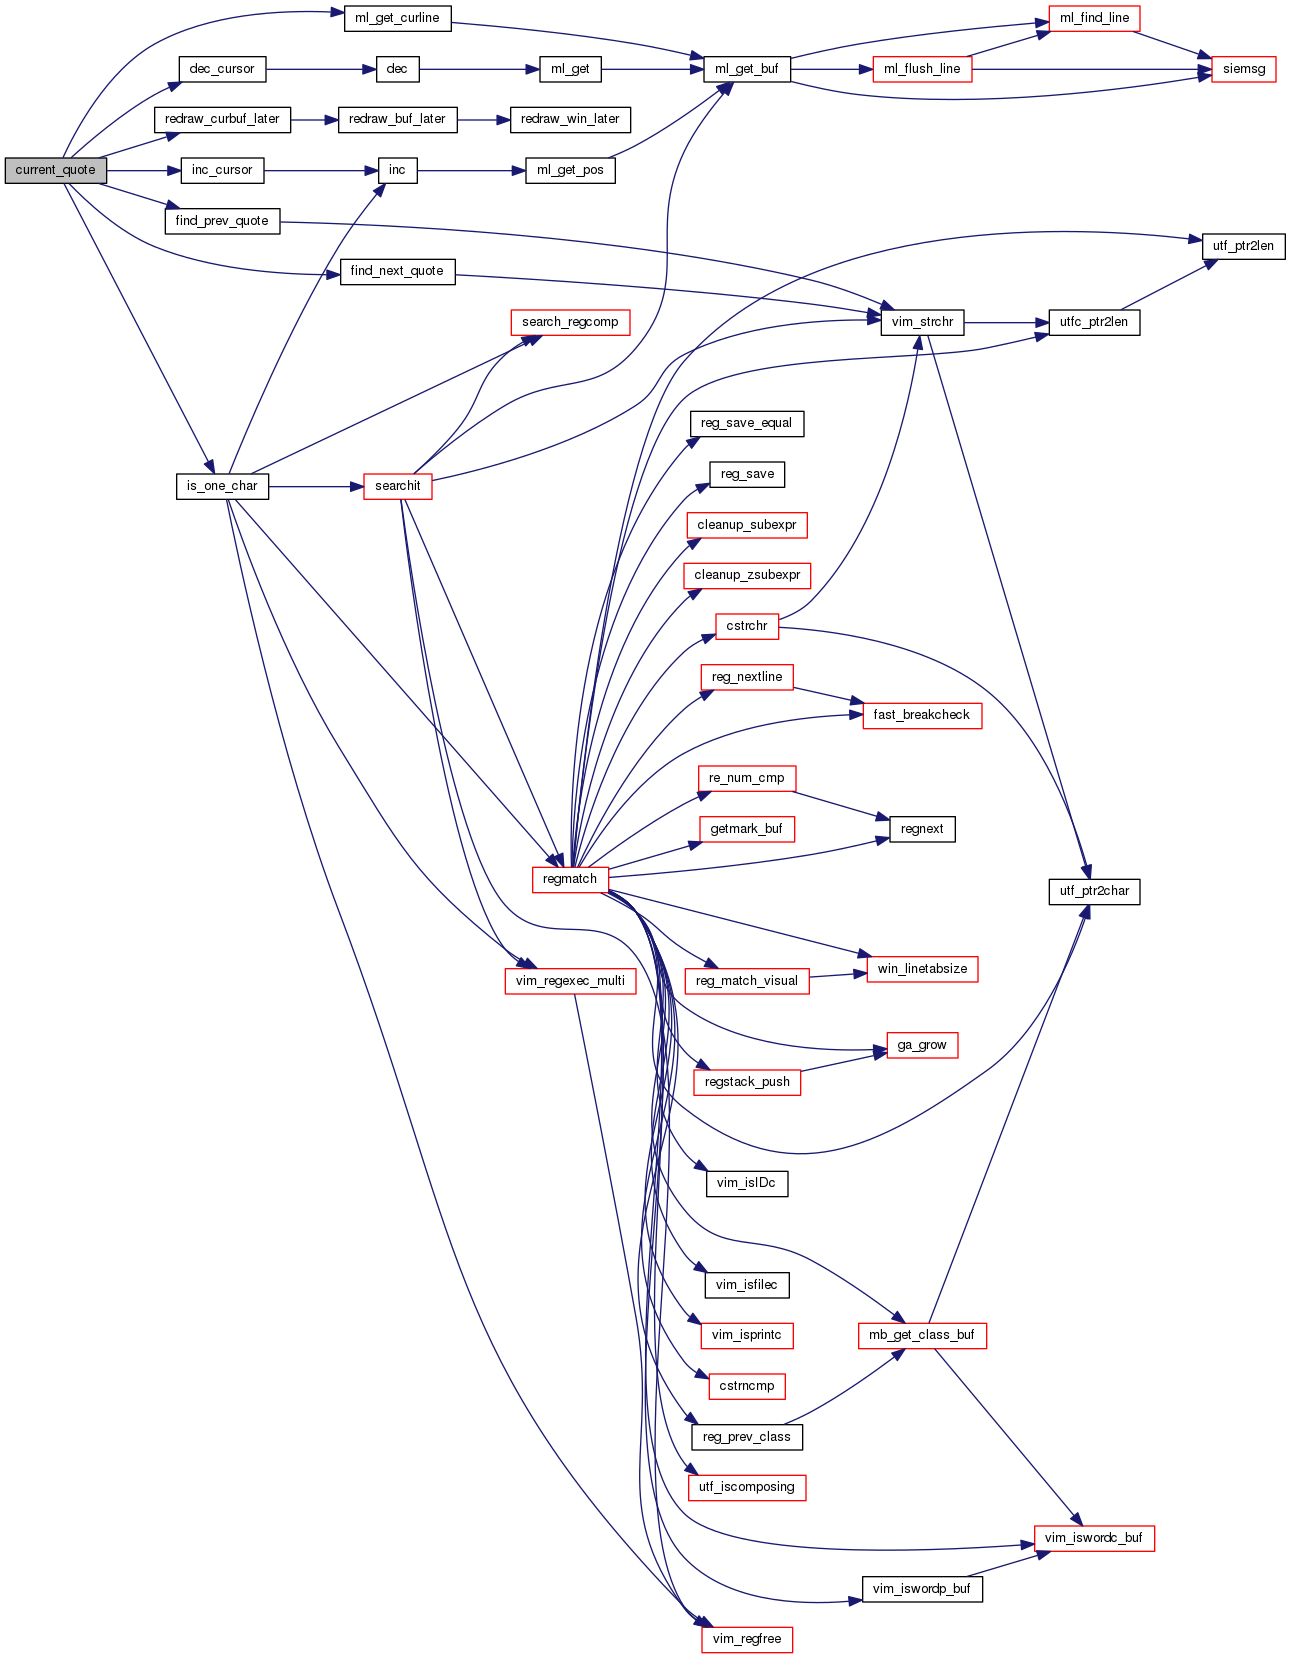 ml_get_curline
ml_find_line
dec_cursor
dec
ml_get
ml_get_buf
ml_flush_line
siemsg
redraw_curbuf_later
redraw_buf_later
redraw_win_later
current_quote
inc_cursor
inc
ml_get_pos
find_prev_quote
utf_ptr2len
find_next_quote
search_regcomp
vim_strchr
utfc_ptr2len
reg_save_equal
reg_save
is_one_char
searchit
cleanup_subexpr
cleanup_zsubexpr
cstrchr
reg_nextline
fast_breakcheck
re_num_cmp
getmark_buf
regnext
regmatch
utf_ptr2char
vim_regexec_multi
reg_match_visual
win_linetabsize
ga_grow
regstack_push
vim_isIDc
vim_isfilec
vim_isprintc
mb_get_class_buf
cstrncmp
reg_prev_class
utf_iscomposing
vim_iswordc_buf
vim_iswordp_buf
vim_regfree